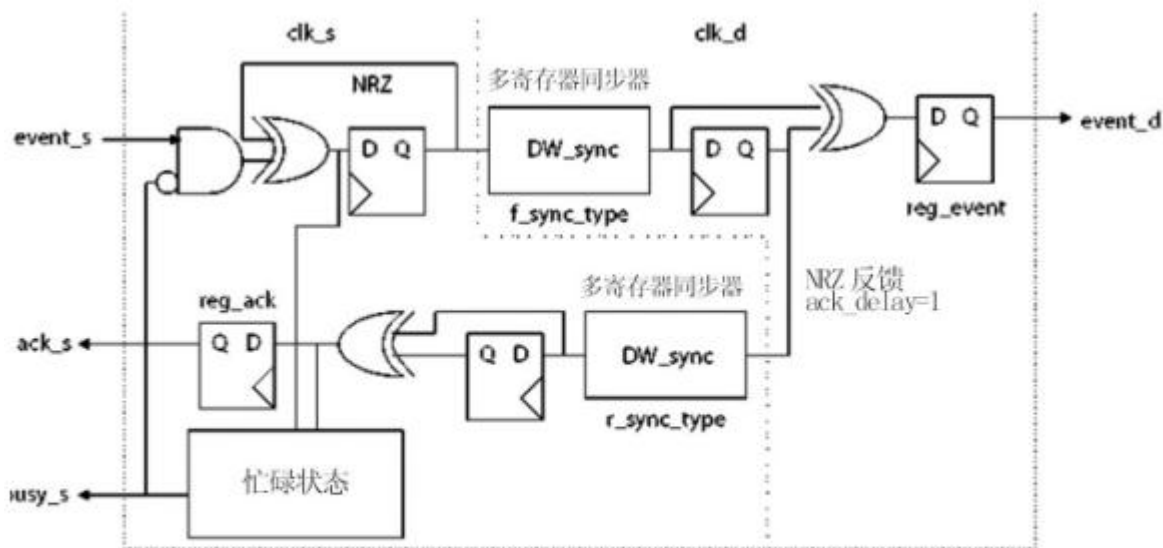 clk_s
clk_d
NRZ
多寄存器同步器
event_s
D Q
DW_sync
D Q
D Q
event_d
f_sync_type
reg_event
多寄存器同步器
NRZ 反馈
ack_delay=1
reg_ack
ack_s
Q D
Q D
DW_sync
r_sync_type
忙碌状态
ousy_s